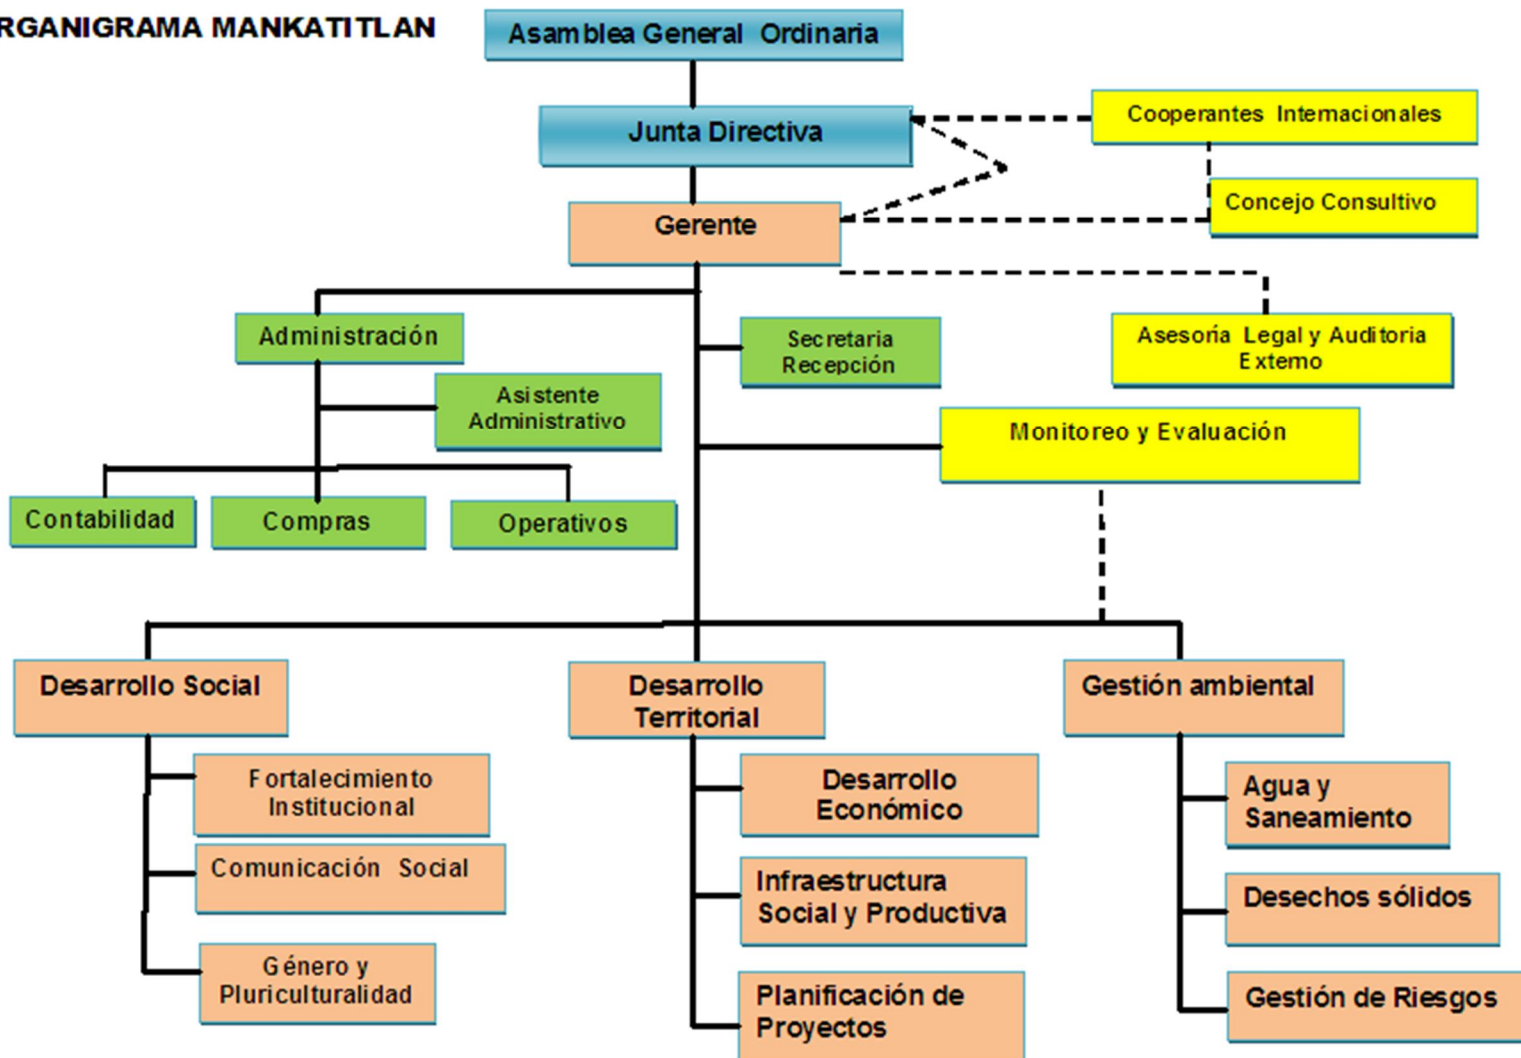 RGANIGRAMA MANKATITLAN
Asamblea General Ordinaria
Junta Directiva
Cooperantes Internacionales
Concejo Consultivo
Gerente
Administración
Secretaria
Recepción
Asesoría Legal y Auditoria
Externo
Asistente
Administrativo
Monitoreo y Evaluación
Contabilidad
Compras
Operativos
Desarrollo Social
Desarrollo
Territorial
Gestión ambiental
Fortalecimiento
Institucional
Comunicación Social
Género y
Pluriculturalidad
Desarrollo
Económico
Infraestructura
Social y Productiva
Planificación de
Proyectos
Agua y
Saneamiento
Desechos sólidos
Gestión de Riesgos